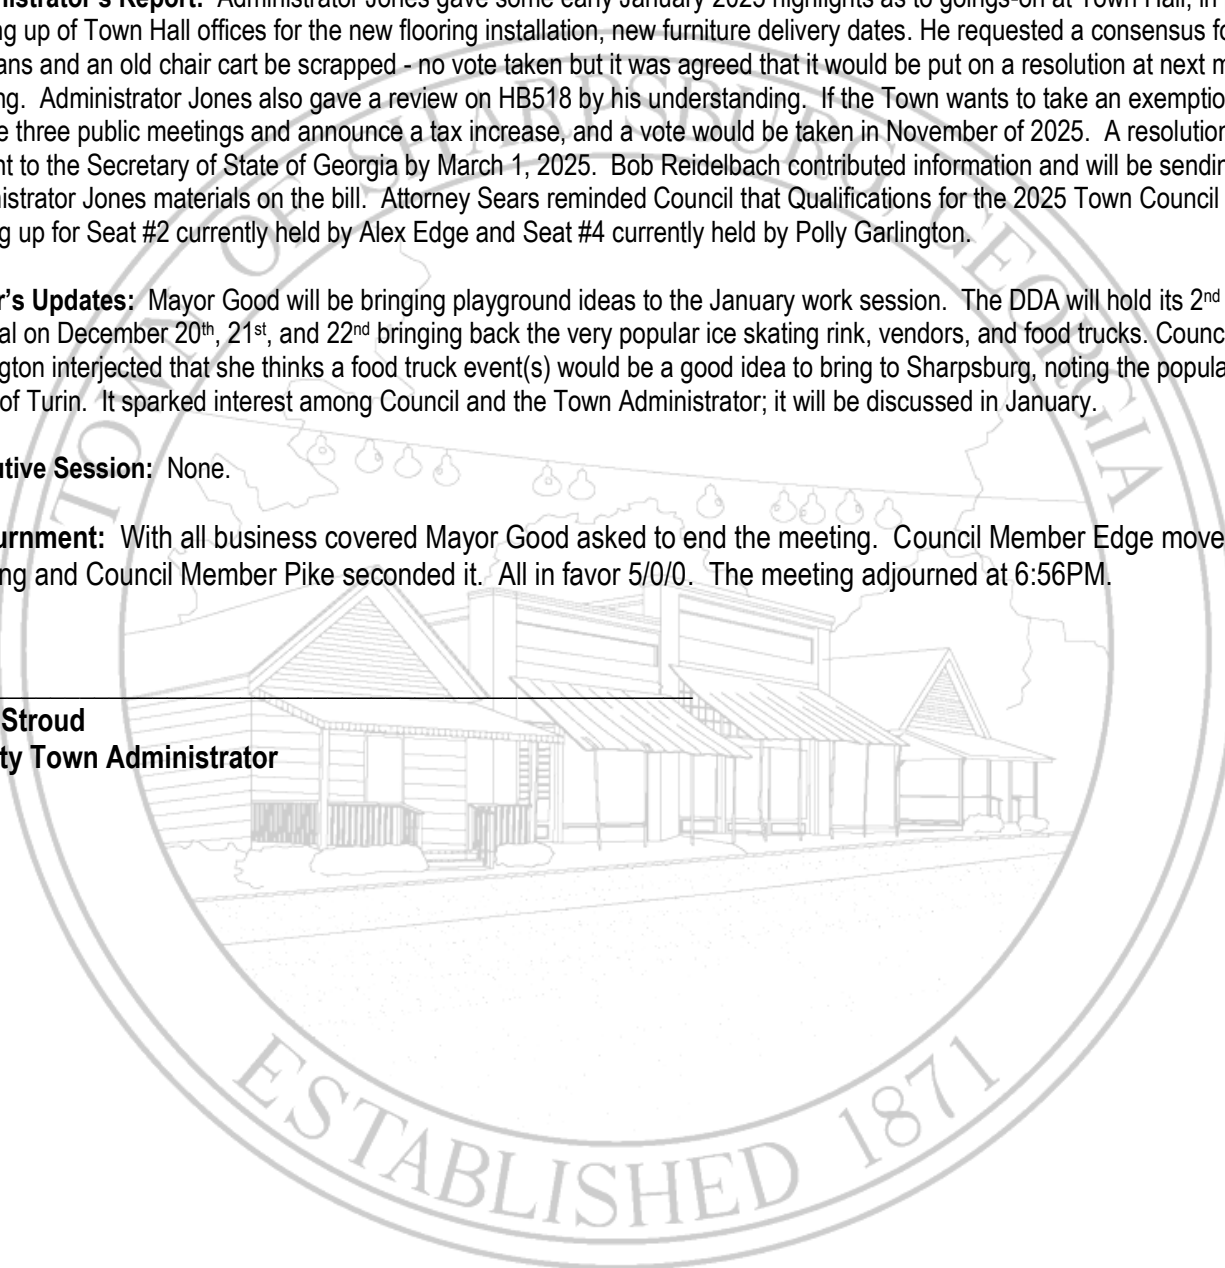 nistrator's Report: Administrator Jones gave some early January 2025 highlights as to goings-on at Town Hall, in
ng up of Town Hall offices for the new flooring installation, new furniture delivery dates. He requested a consensus fo
ans and an old chair cart be scrapped - no vote taken but it was agreed that it would be put on a resolution at next m
ng. Administrator Jones also gave a review on HB518 by his understanding. If the Town wants to take an exemptio
e three public meetings and announce a tax increase, and a vote would be taken in November of 2025. A resolution
nt to the Secretary of State of Georgia by March 1, 2025. Bob Reidelbach contributed information and will be sendin
nistrator Jones materials on the bill. Attorney Sears reminded Council that Qualifications for the 2025 Town Council
g up for Seat #2 currently held by Alex Edge and Seat #4 currently held by Polly Garlington.
r's Updates: Mayor Good will be bringing playground ideas to the January work session. The DDA will hold its 2nd
al on December 20th, 21st, and 22nd bringing back the very popular ice skating rink, vendors, and food trucks. Counc
gton interjected that she thinks a food truck event(s) would be a good idea to bring to Sharpsburg, noting the popula
of Turin. It sparked interest among Council and the Town Administrator; it will be discussed in January.
utive Session: None.
urnment: With all business covered Mayor Good asked to end the meeting. Council Member Edge move
ng and Council Member Pike seconded it. All in favor 5/0/0. The meeting adjourned at 6:56PM.
Stroud
ty Town Administrator
TOWN OF SHARPSBURG GEORGIA
ESTABLISHED 1871